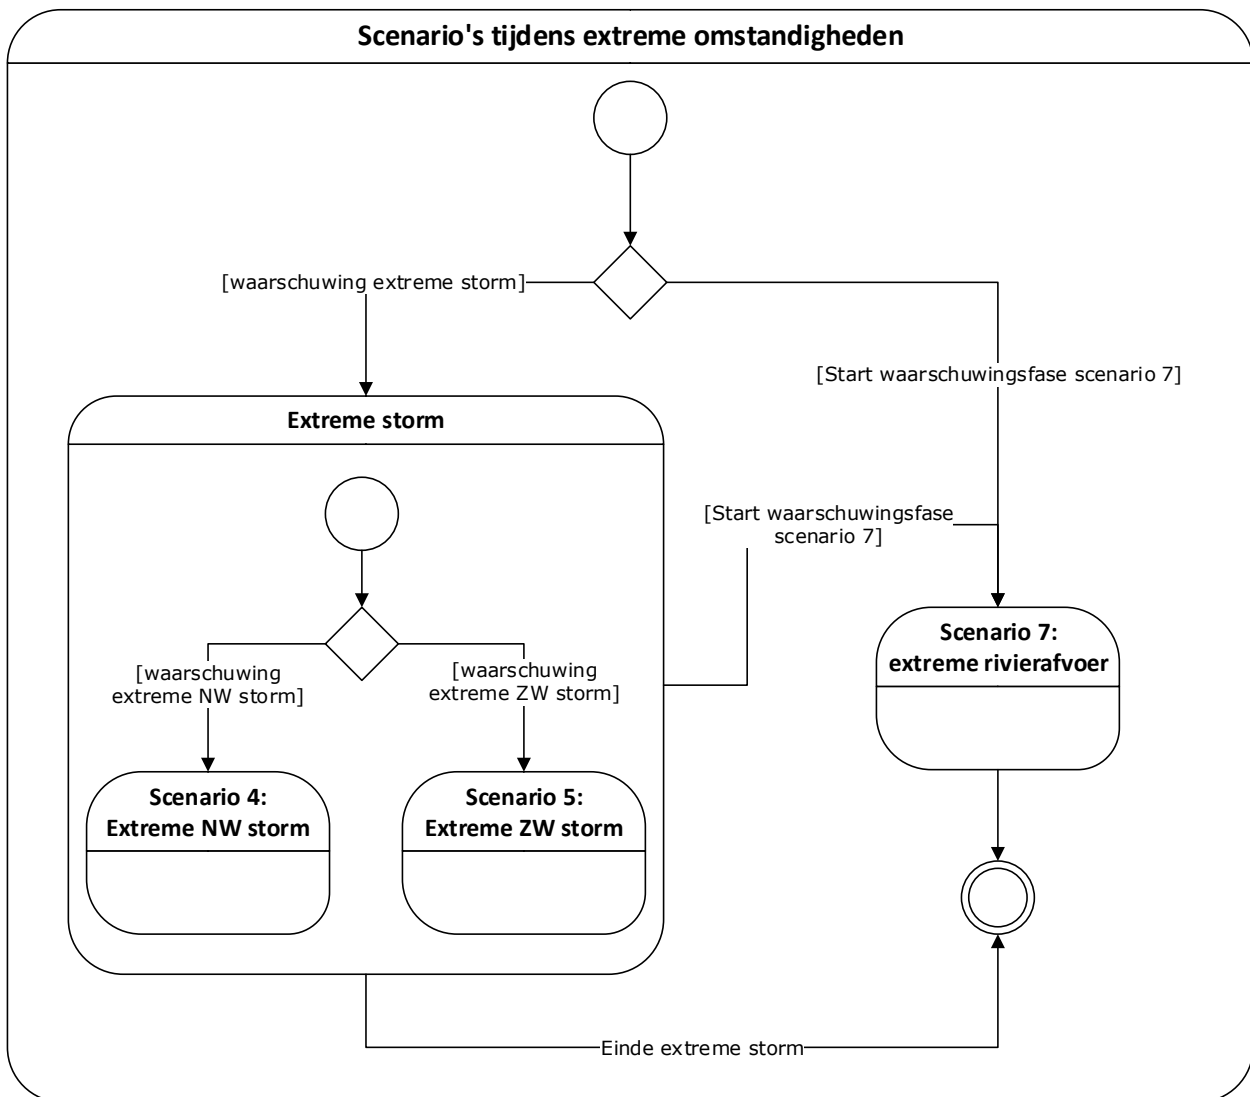 Scenario's tijdens extreme omstandigheden
[waarschuwing extreme storm]
[Start waarschuwingsfase scenario 7]
Extreme storm
[Start waarschuwingsfase
scenario 7]
[waarschuwing
extreme NW storm]
[waarschuwing
extreme ZW storm]
Scenario 7:
extreme rivierafvoer
Scenario 4:
Extreme NW storm
Scenario 5:
Extreme ZW storm
Einde extreme storm